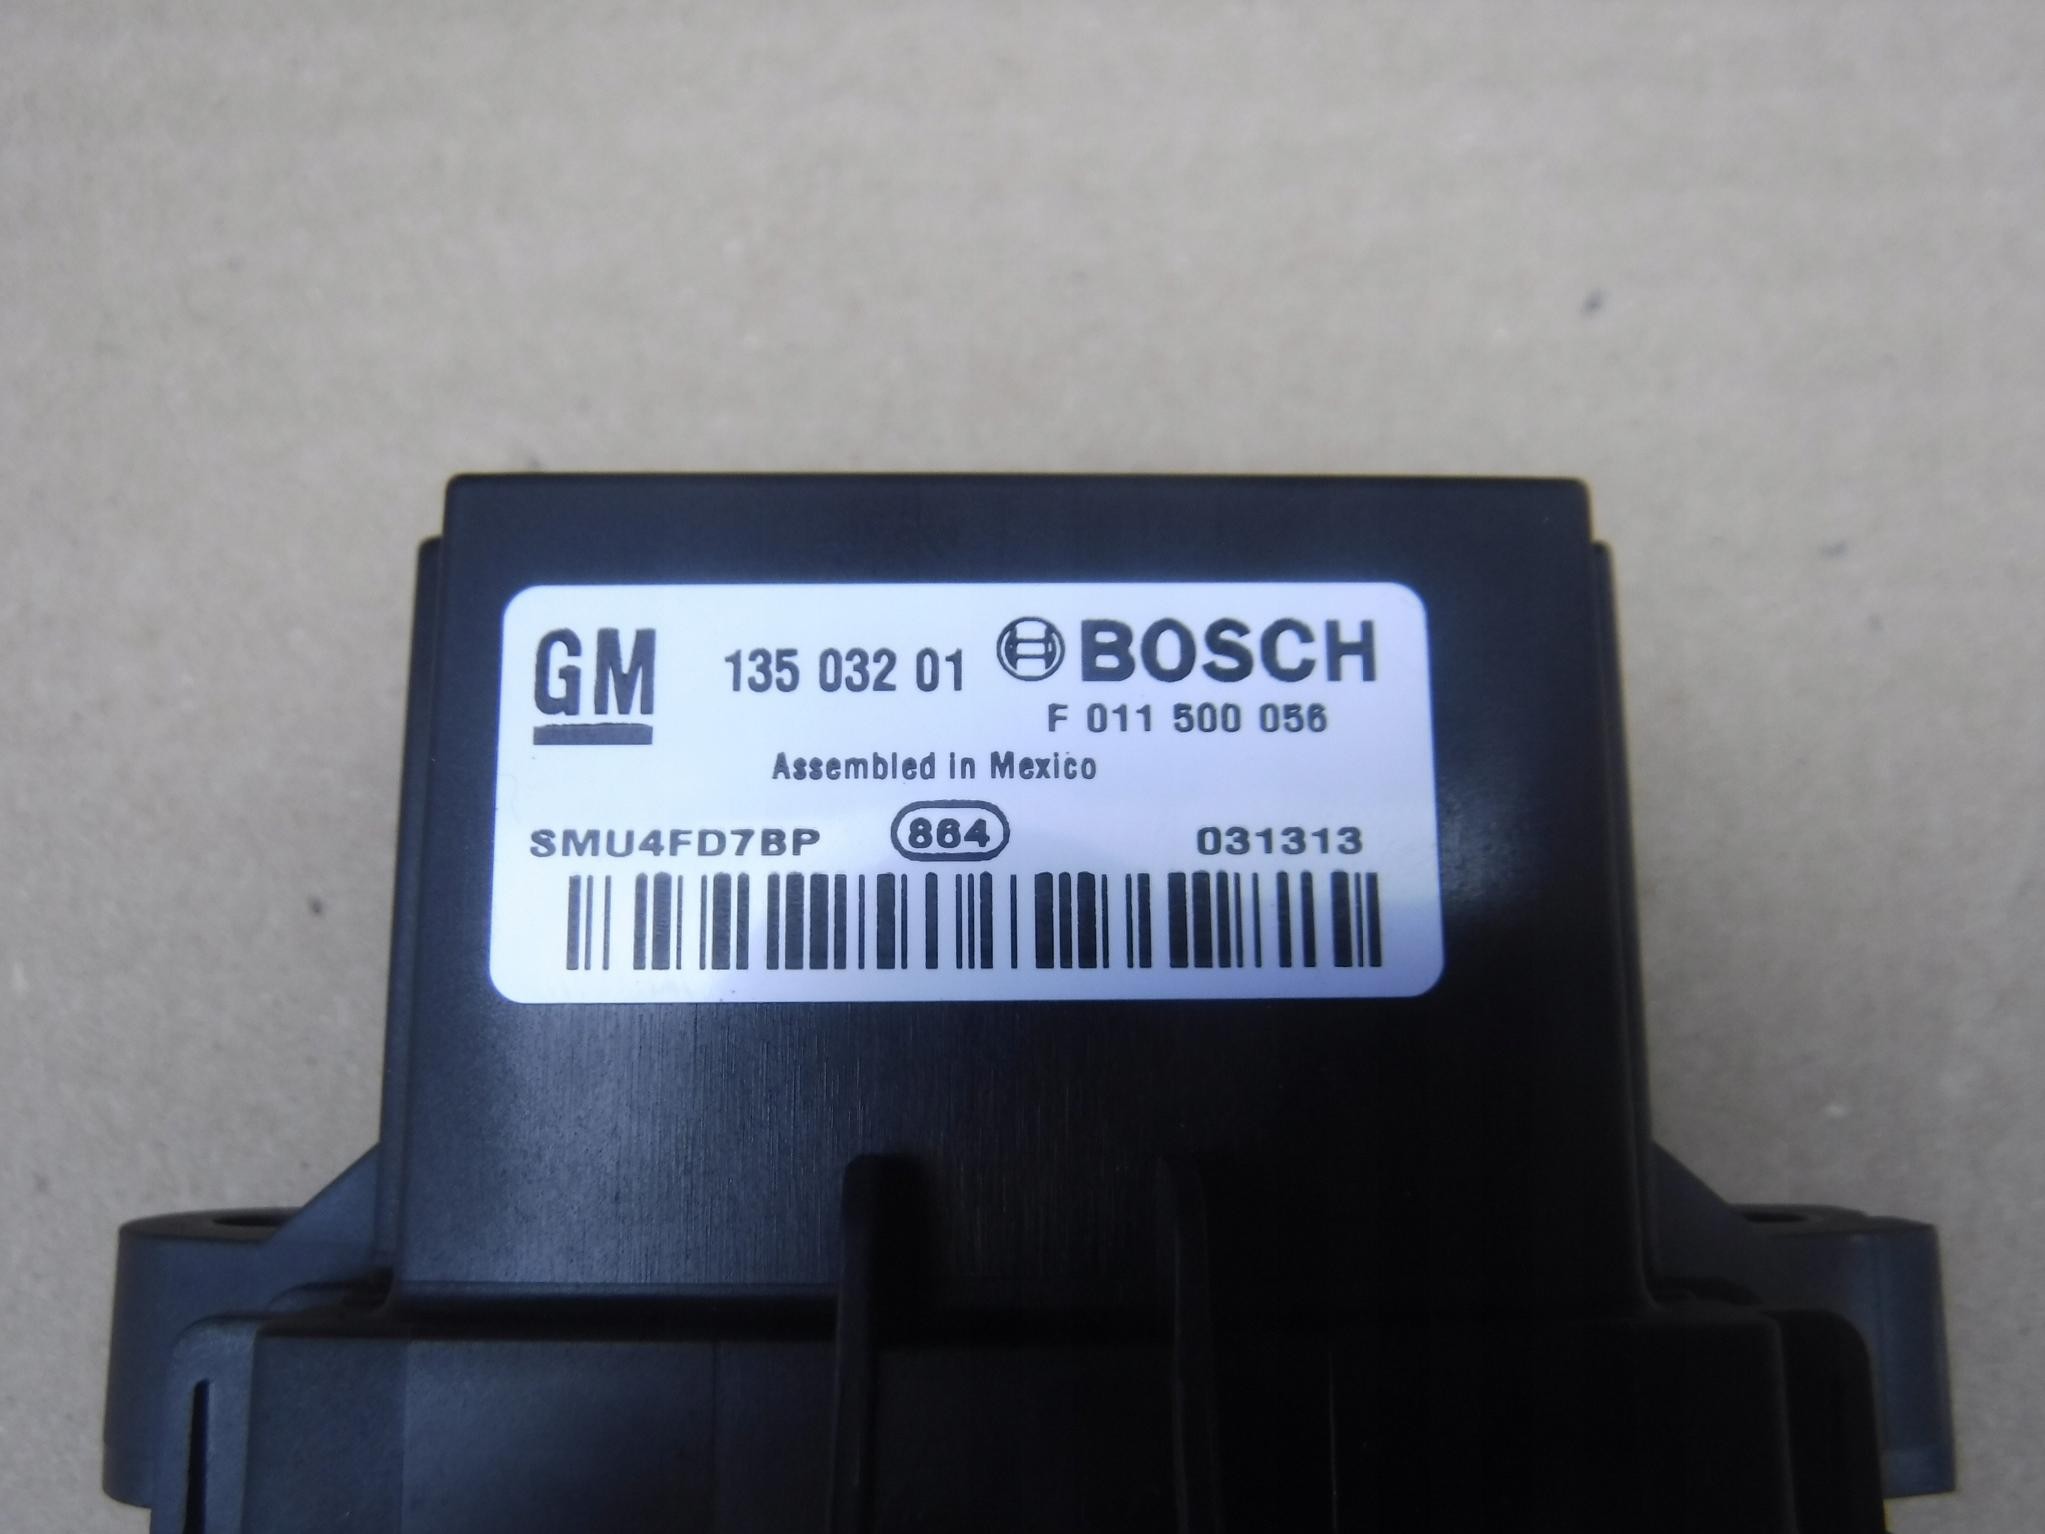 GM 135 032 01 BOSCH
F 011 500 056
Assembled in Mexico
SMU4FD7BP 864 031313